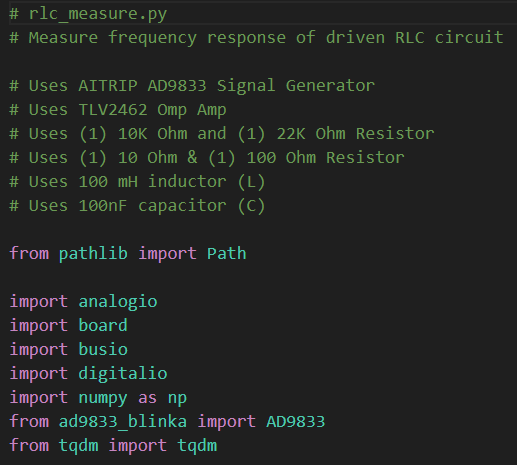 # rlc_measure.py
# Measure frequency response of driven RLC circuit
# Uses AITRIP AD9833 Signal Generator
# Uses TLV2462 Omp Amp
# Uses (1) 10K Ohm and (1) 22K Ohm Resistor
# Uses (1) 10 Ohm & (1) 100 Ohm Resistor
# Uses 100 mH inductor (L)
# Uses 100nF capacitor (C)
from pathlib import Path
import analogio
import board
import busio
import digitalio
import numpy as np
from ad9833_blinka import AD9833
from tqdm import tqdm